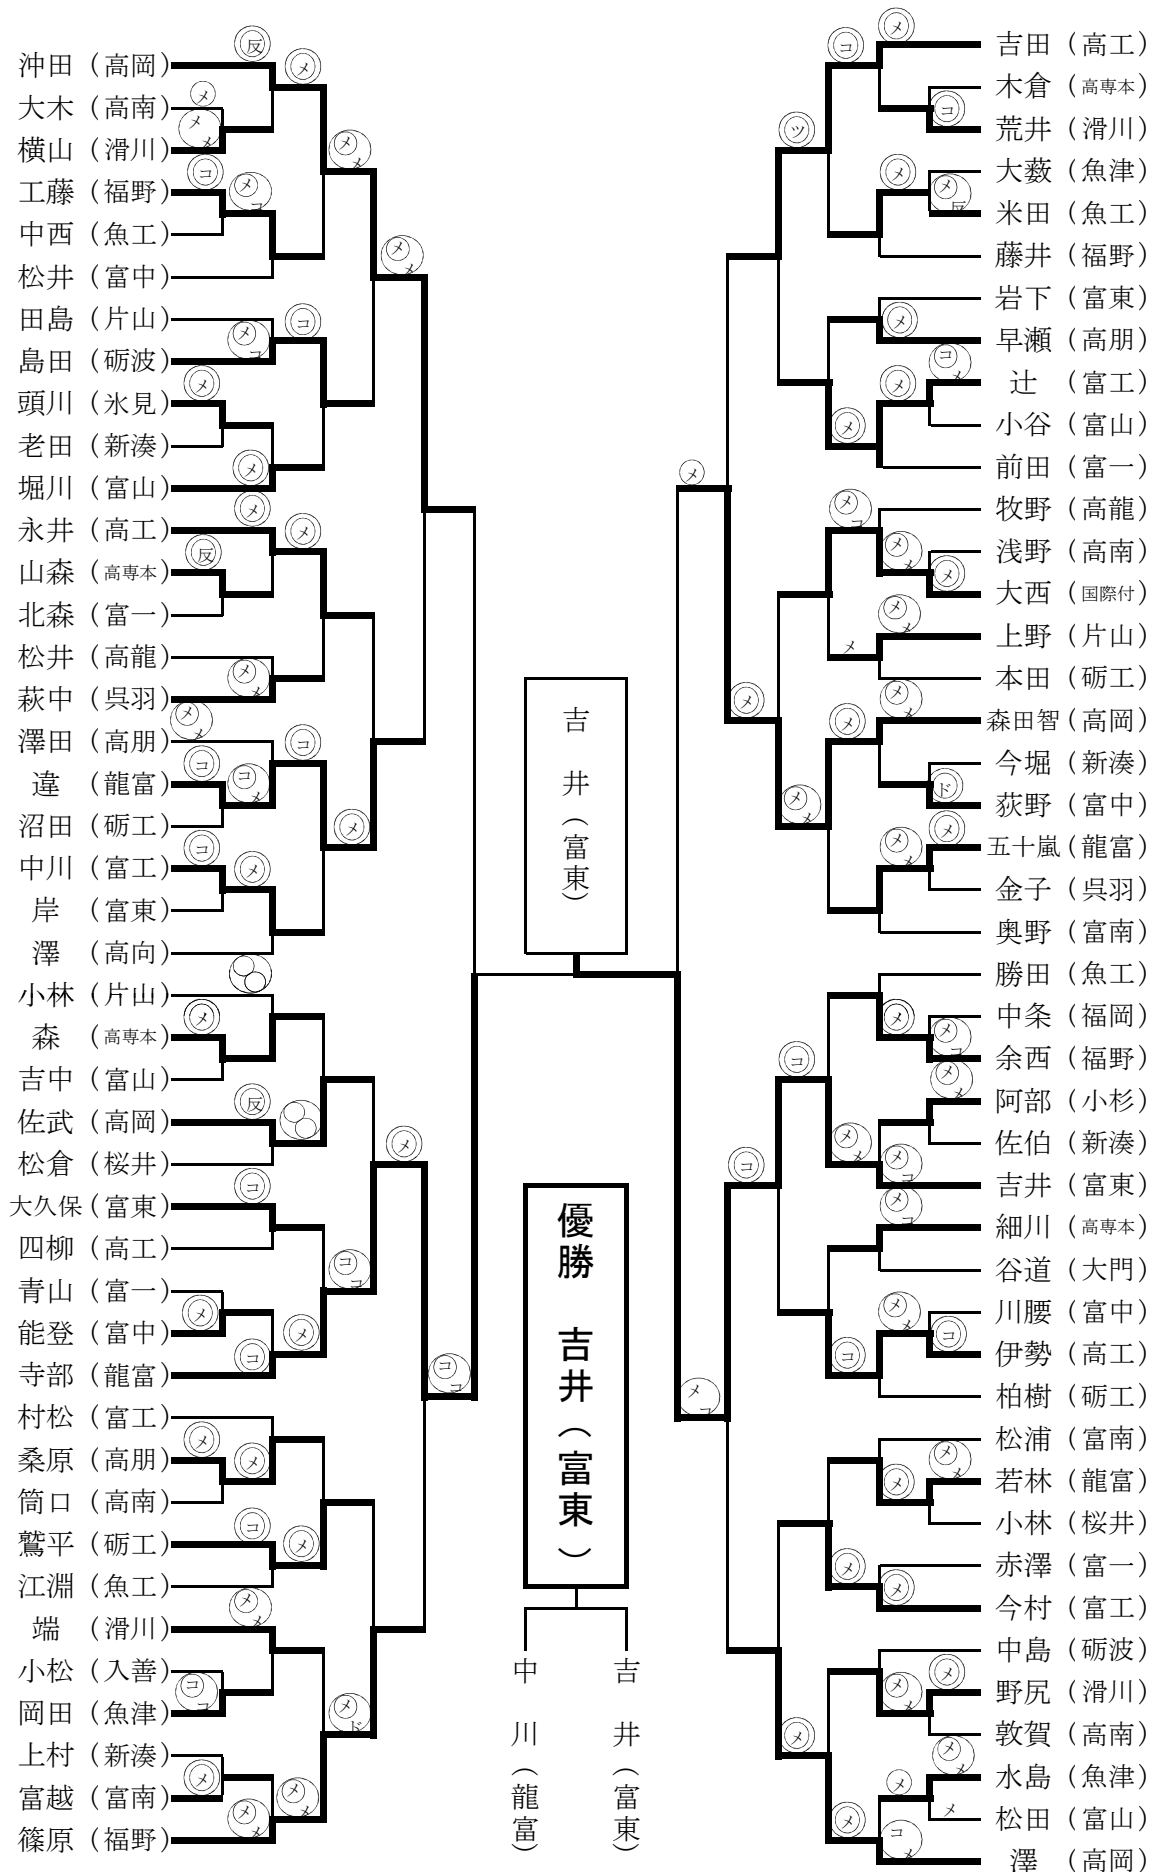 沖田（高岡）
大木（高南）
横山（滑川）
工藤（福野）
中西（魚工）
松井（富中）
田島（片山）
島田（砺波）
頭川（氷見）
老田（新湊）
堀川（富山）
永井（高工）
山森（高専本）
北森（富一）
松井（高龍）
萩中（呉羽）
澤田（高朋）
違（龍富）
沼田（砺工）
中川（富工）
岸（富東）
澤（高向）
小林（片山）
森（高専本）
吉中（富山）
佐武（高岡）
松倉（桜井）
大久保（富東）
四柳（高工）
青山（富一）
能登（富中）
寺部（龍富）
村松（富工）
桑原（高朋）
筒口（高南）
鷲平（砺工）
江淵（魚工）
端（滑川）
小松（入善）
岡田（魚津）
上村（新湊）
富越（富南）
篠原（福野）
吉井（富東）
優勝 吉井（富東）
中川（龍富）
吉井（富東）
吉田（高工）
木倉（高専本）
荒井（滑川）
大薮（魚津）
米田（魚工）
藤井（福野）
岩下（富東）
早瀬（高朋）
辻（富工）
小谷（富山）
前田（富一）
牧野（高龍）
浅野（高南）
大西（国際付）
上野（片山）
本田（砺工）
森田智（高岡）
今堀（新湊）
荻野（富中）
五十嵐（龍富）
金子（呉羽）
奥野（富南）
勝田（魚工）
中条（福岡）
余西（福野）
阿部（小杉）
佐伯（新湊）
吉井（富東）
細川（高専本）
谷道（大門）
川腰（富中）
伊勢（高工）
柏樹（砺工）
松浦（富南）
若林（龍富）
小林（桜井）
赤澤（富一）
今村（富工）
中島（砺波）
野尻（滑川）
敦賀（高南）
水島（魚津）
松田（富山）
澤（高岡）